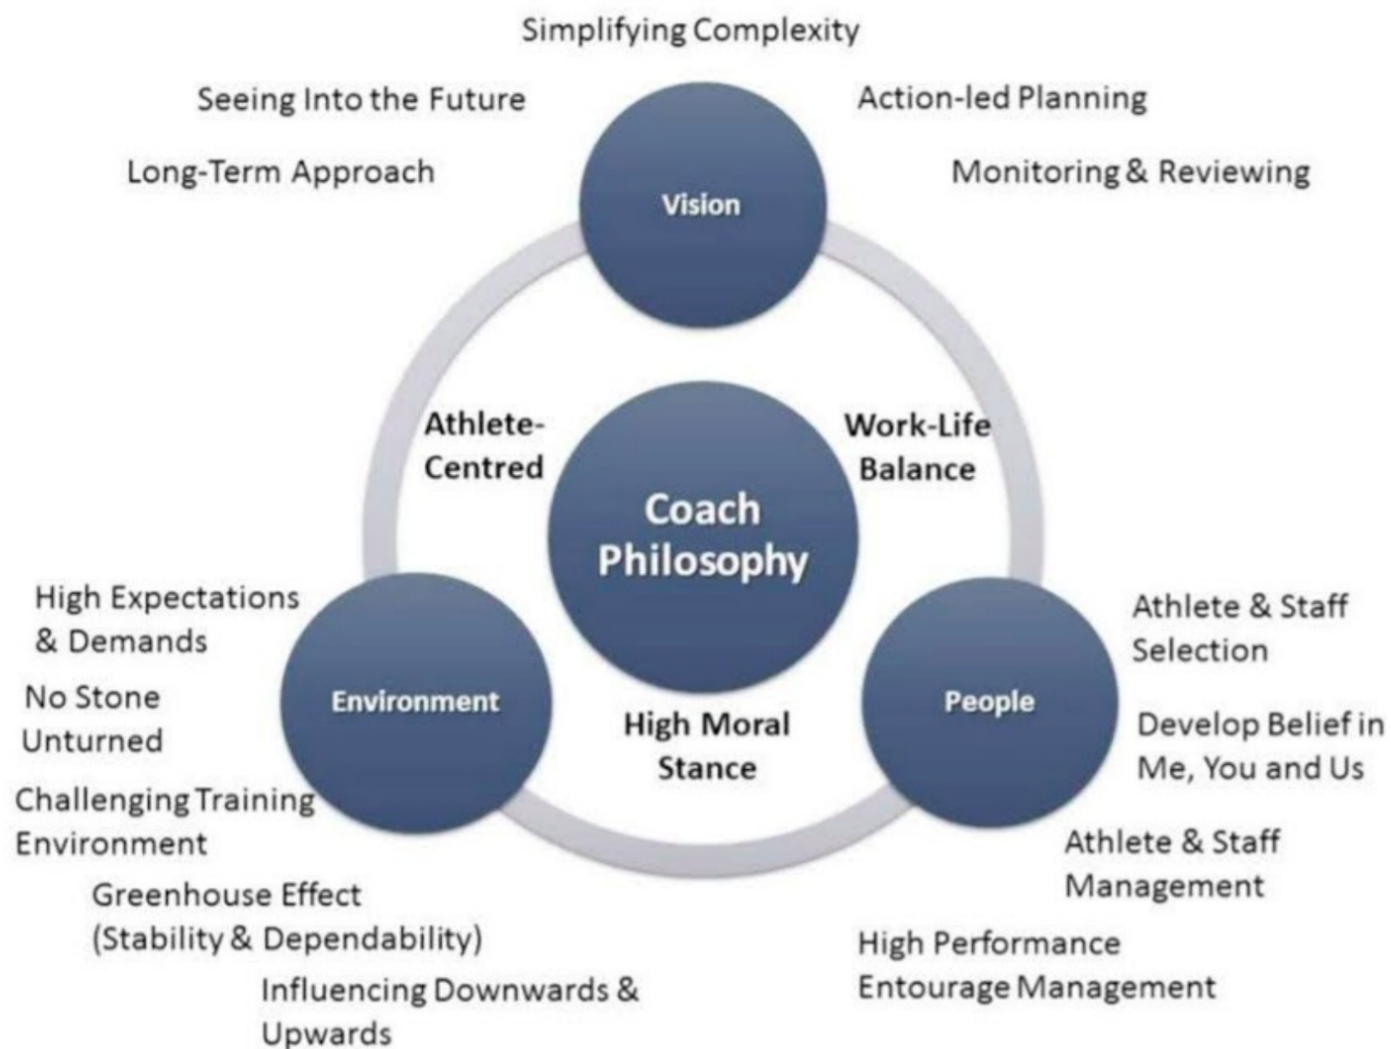 Simplifying Complexity
Seeing Into the Future
Action-led Planning
Long-Term Approach
Monitoring & Reviewing
Vision
Athlete-
Centred
Work-Life
Balance
Coach
Philosophy
High Moral
Stance
High Expectations
& Demands
No Stone
Unturned
Challenging Training
Environment
Greenhouse Effect
(Stability & Dependability)
Influencing Downwards &
Upwards
Environment
People
Athlete & Staff
Selection
Develop Belief in
Me, You and Us
Athlete & Staff
Management
High Performance
Entourage Management